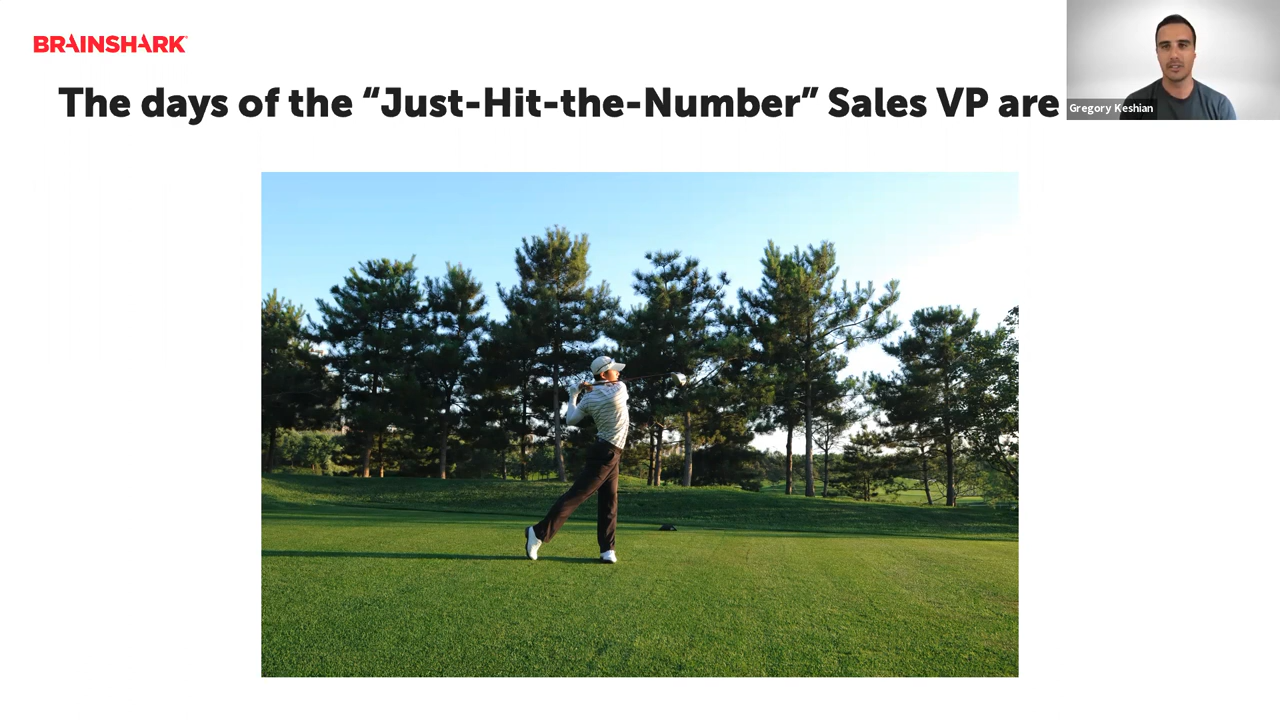 BRAINSHARK
The days of the “Just-Hit-the-Number” Sales VP are
Gregory Keshian